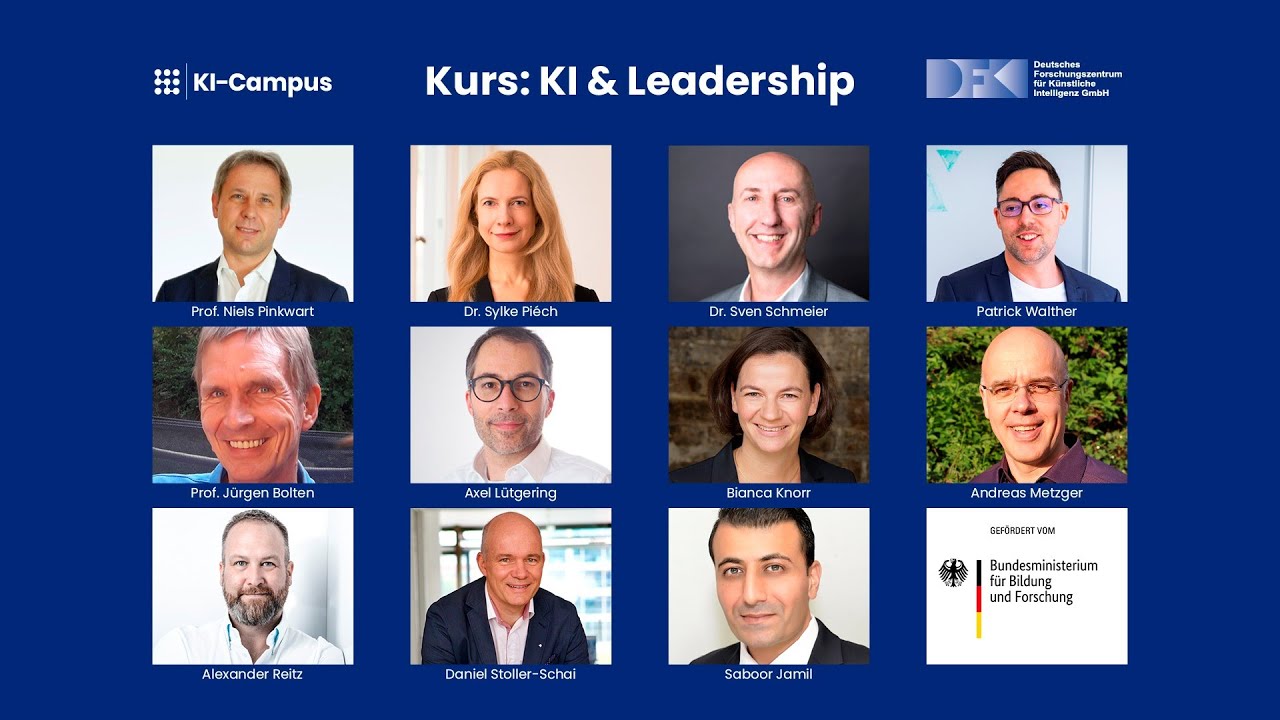 KI-Campus
Kurs: KI & Leadership
DFK
Deutsches
Forschungszentrum
für Künstliche
Intelligenz GmbH
Prof. Niels Pinkwart
Dr. Sylke Piéch
Dr. Sven Schmeier
Patrick Walther
Prof. Jürgen Bolten
Axel Lütgering
Bianca Knorr
Andreas Metzger
Alexander Reitz
Daniel Stoller-Schai
Saboor Jamil
GEFÖRDERT VOM
Bundesministerium
für Bildung
und Forschung